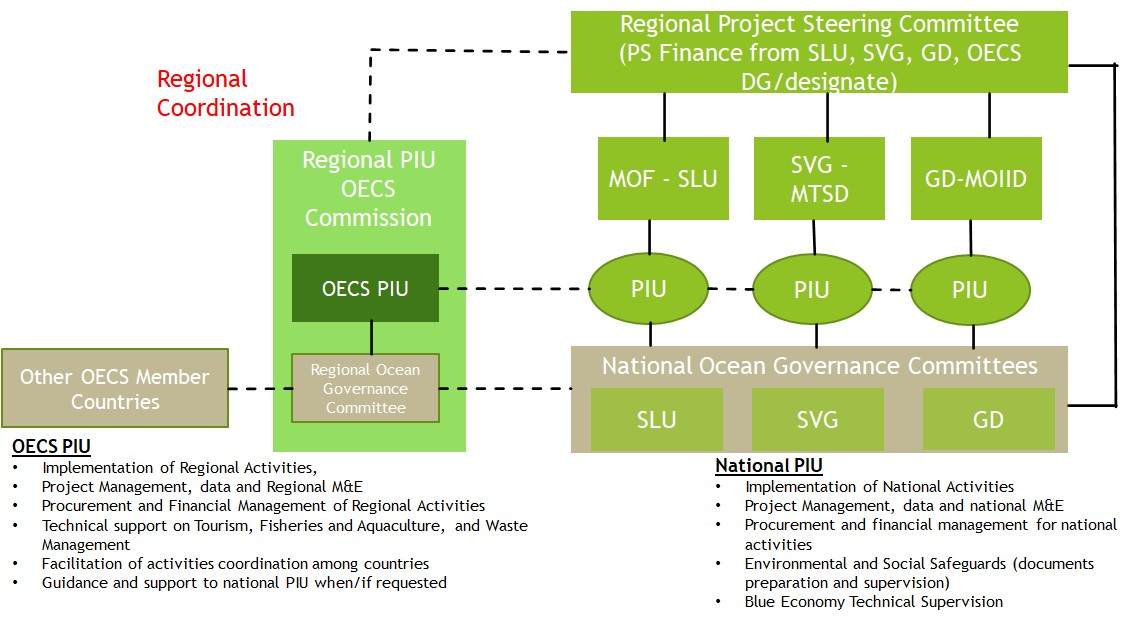 Regional Project Steering Committee
(PS Finance from SLU, SVG, GD, OECS
DG/designate)
Regional
Coordination
Regional PIU
OECS
Commission
MOF - SLU
SVG -
MTSD
GD-MOIID
OECS PIU
PIU
PIU
PIU
Other OECS Member
Countries
Regional Ocean
Governance
Committee
National Ocean Governance Committees
SLU
SVG
GD
OECS PIU
• Implementation of Regional Activities,
• Project Management, data and Regional M&E
• Procurement and Financial Management of Regional Activities
• Technical support on Tourism, Fisheries and Aquaculture, and Waste
Management
• Facilitation of activities coordination among countries
• Guidance and support to national PIU when/if requested
National PIU
• Implementation of National Activities
• Project Management, data and national M&E
• Procurement and financial management for national
activities
• Environmental and Social Safeguards (documents
preparation and supervision)
• Blue Economy Technical Supervision